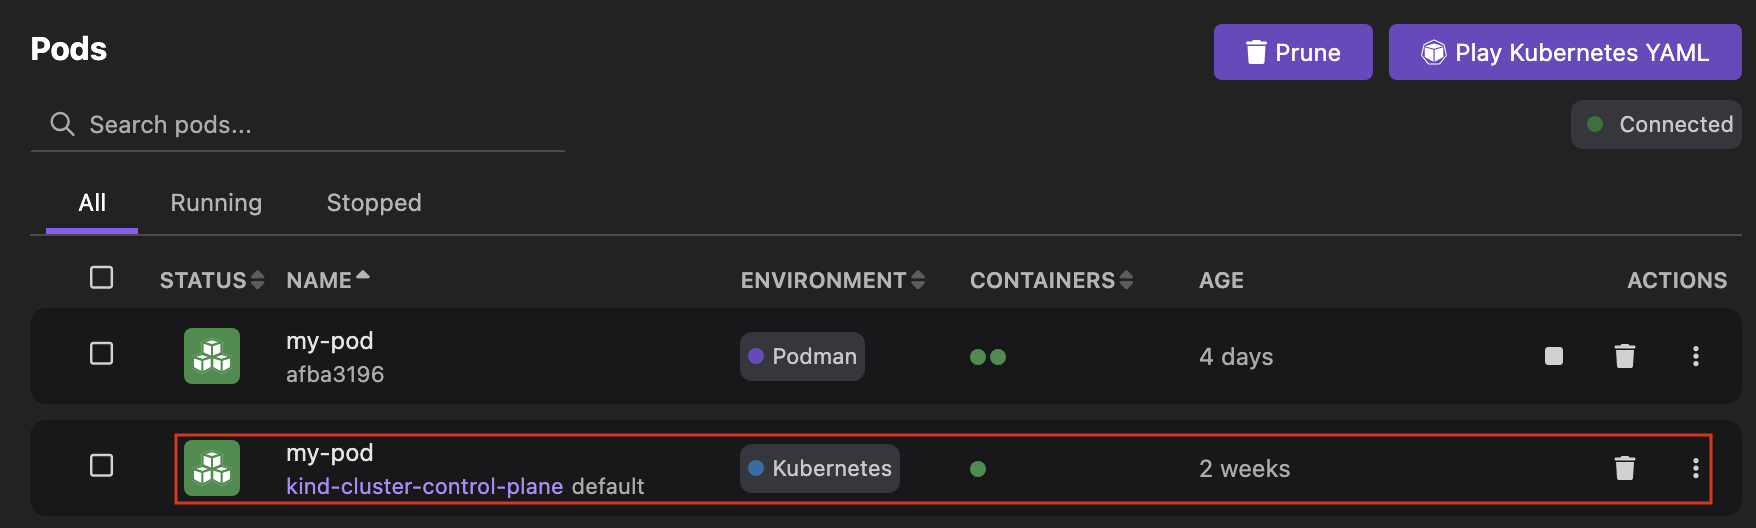 Pods
Prune
Play Kubernetes YAML
Search pods...
Connected
All Running Stopped
STATUS NAME ENVIRONMENT CONTAINERS AGE ACTIONS
my-pod
afba3196
Podman
4 days
my-pod
kind-cluster-control-plane default
Kubernetes
2 weeks